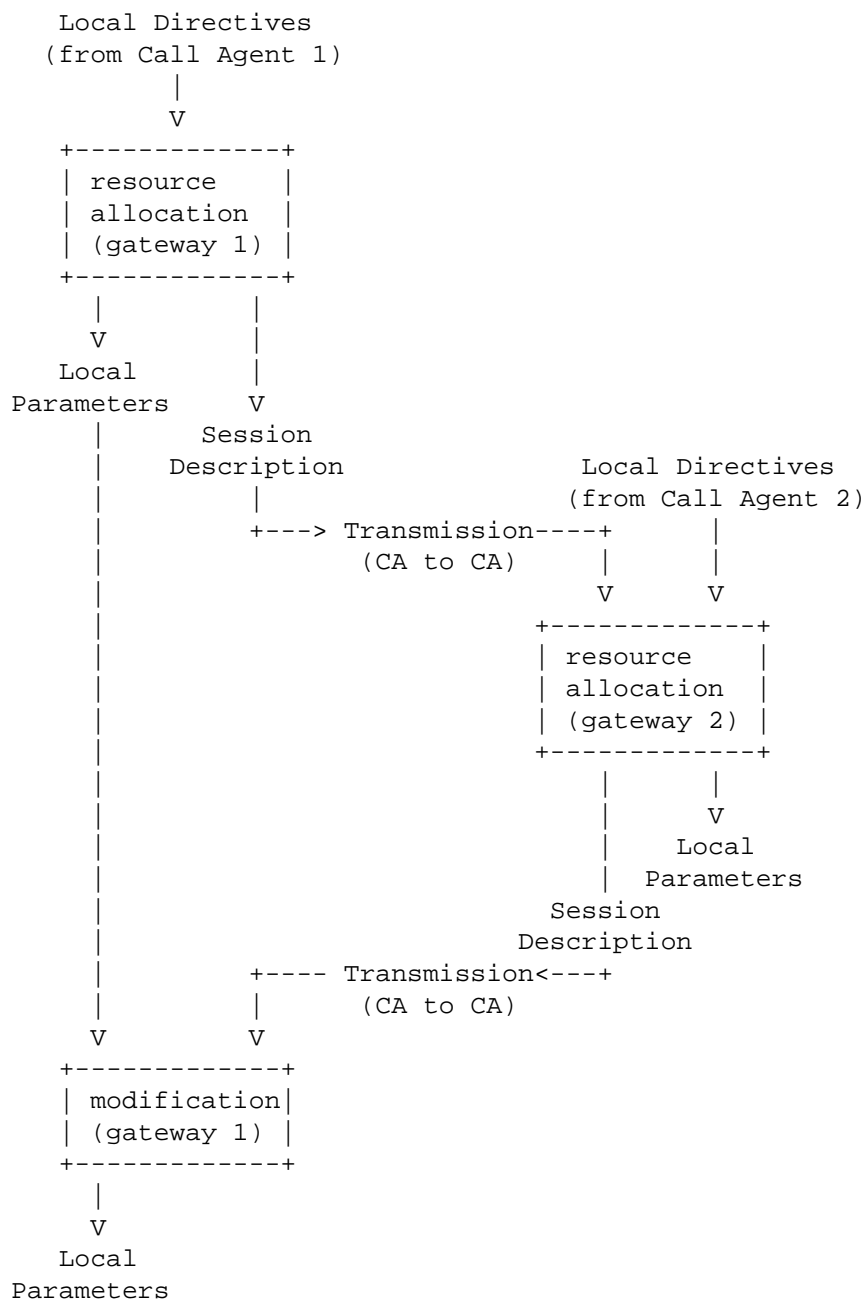 Local Directives
(from Call Agent 1)
|
V
+-------------+
| resource    |
| allocation  |
| (gateway 1) |
+-------------+
|         |
V         |
Local       |
Parameters     V
|      Session
|    Description               Local Directives
|         |                   (from Call Agent 2)
|         +---> Transmission----+      |
|                (CA to CA)     |      |
|                               V      V
|                           +-------------+
|                           | resource    |
|                           | allocation  |
|                           | (gateway 2) |
|                           +-------------+
|                               |      |
|                               |      V
|                               |    Local
|                               |  Parameters
|                            Session
|                          Description
|         +---- Transmission<---+
|         |      (CA to CA)
V         V
+-------------+
| modification|
| (gateway 1) |
+-------------+
|
V
Local
Parameters